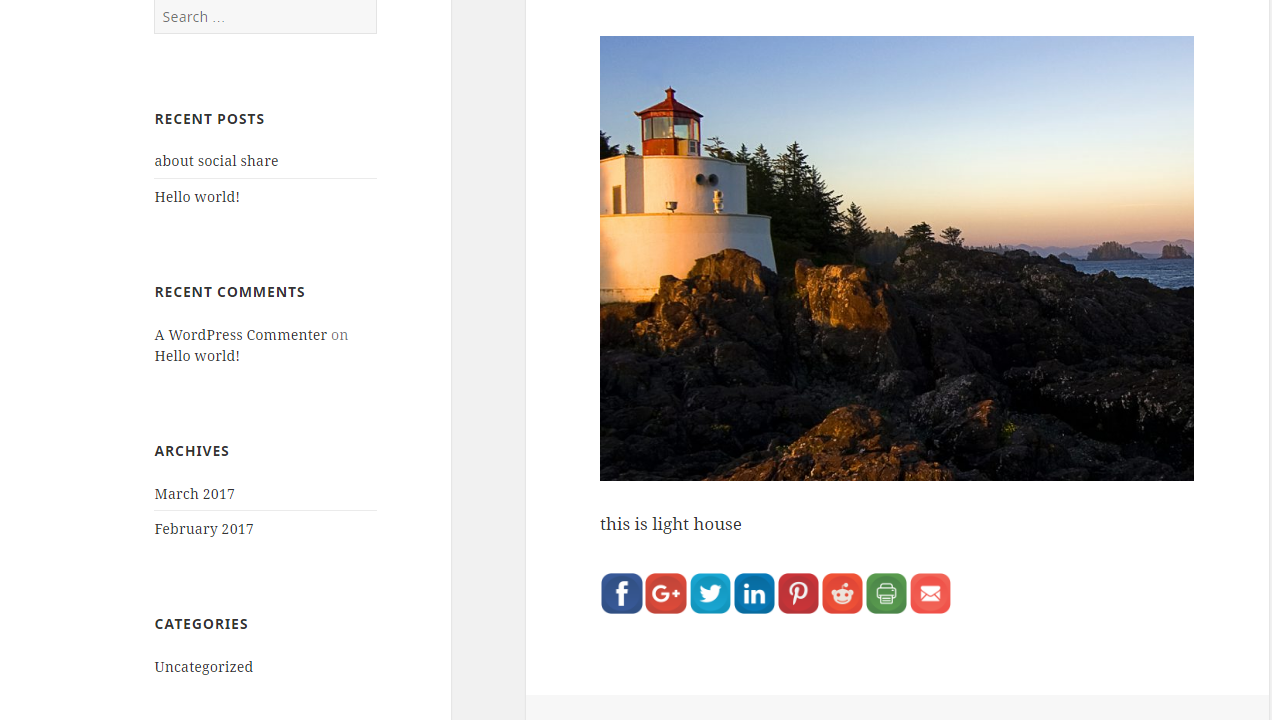 Search …
RECENT POSTS
about social share
Hello world!
RECENT COMMENTS
A WordPress Commenter on
Hello world!
ARCHIVES
March 2017
February 2017
CATEGORIES
Uncategorized
this is light house
f G+ in